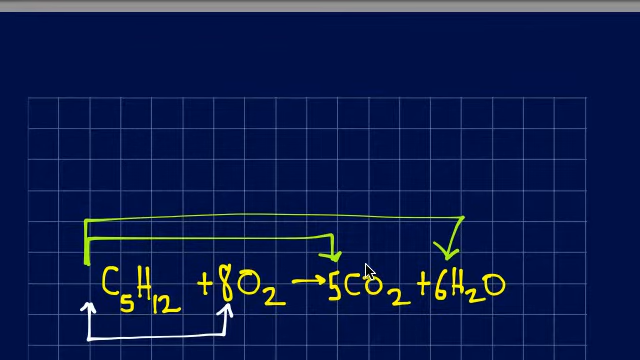 C₅H₁₂ + 8O₂ → 5CO₂ + 6H₂O